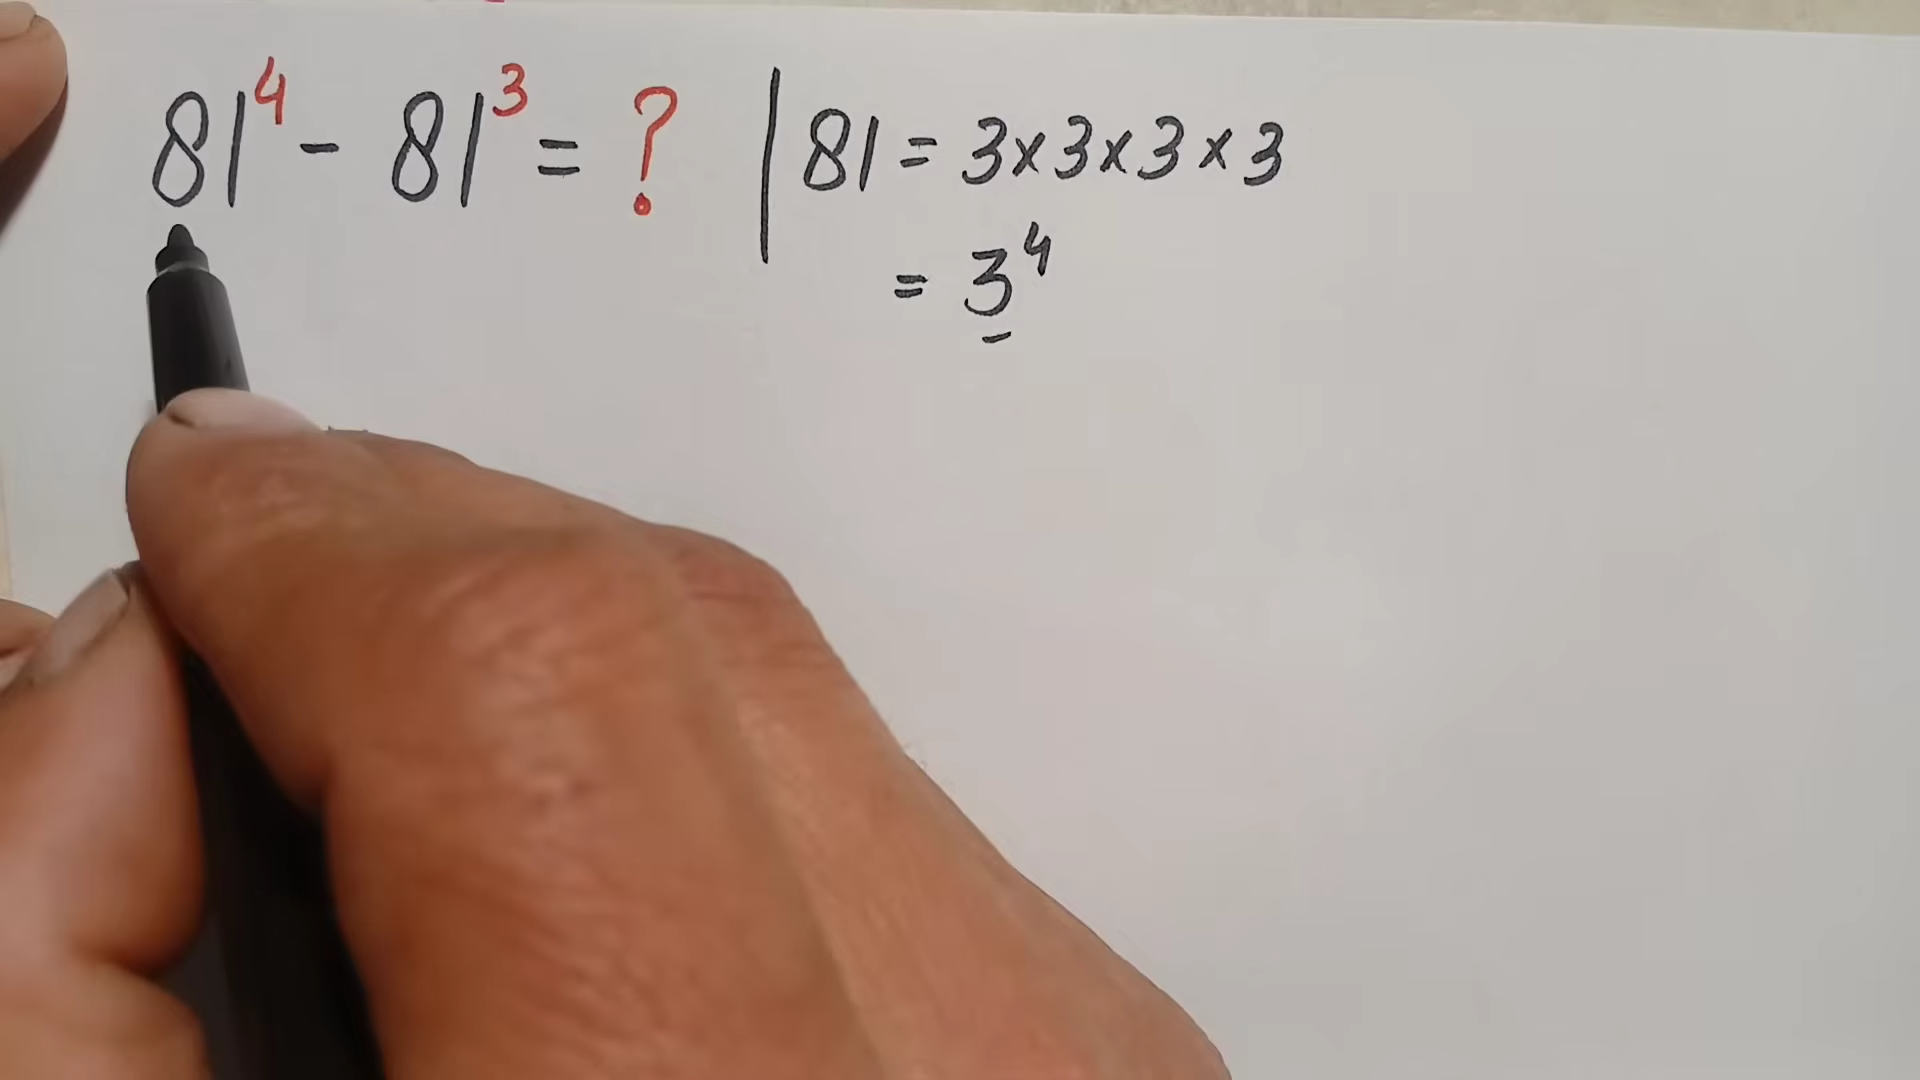 81⁴ - 81³ = ? | 81 = 3×3×3×3
= 3⁴